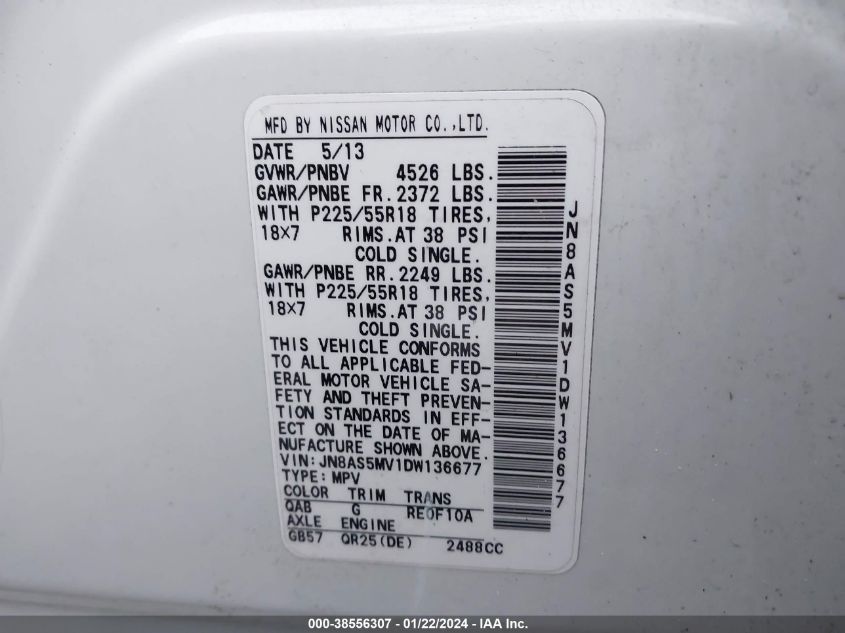 MFD BY NISSAN MOTOR CO.,LTD.
DATE 5/13
GVWR/PNBV 4526 LBS.
GAWR/PNBE FR. 2372 LBS.
WITH P225/55R18 TIRES,
18×7 RIMS.AT 38 PSI
COLD SINGLE.
GAWR/PNBE RR. 2249 LBS.
WITH P225/55R18 TIRES,
18×7 RIMS.AT 38 PSI
COLD SINGLE.
THIS VEHICLE CONFORMS
TO ALL APPLICABLE FED-
ERAL MOTOR VEHICLE SA-
FETY AND THEFT PREVEN-
TION STANDARDS IN EFF-
ECT ON THE DATE OF MA-
NUFACTURE SHOWN ABOVE.
VIN: JN8AS5MV1DW136677
TYPE: MPV
COLOR TRIM TRANS
QAB G RE0F10A
AXLE ENGINE
GB57 QR25(DE) 2488CC
JN8AS5MV1DW136677
000-38556307 - 01/22/2024 - IAA Inc.